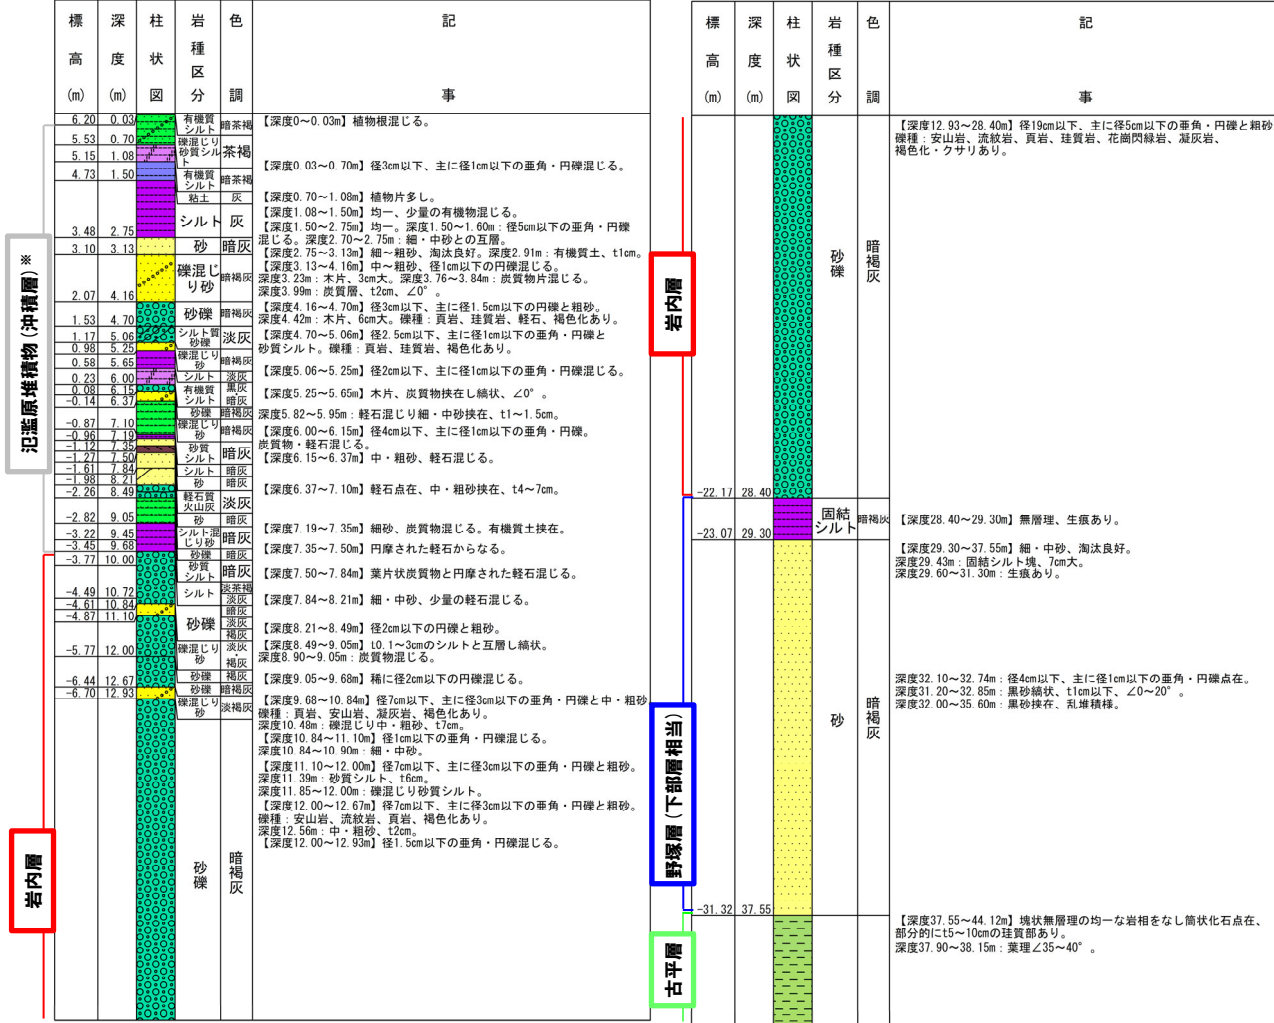 標高(m)
深度(m)
柱状図
岩種区分
色調
記事
6.20 0.03 有機質シルト 暗茶褐
5.53 0.70 礫混じり砂質シルト 茶褐
5.15 1.08 有機質シルト 暗茶褐
4.73 1.50 粘土 灰
3.48 2.75 シルト 灰
3.10 3.13 砂 暗灰
2.07 4.16 礫混じり砂 暗褐灰
1.53 4.70 砂礫 暗褐灰
1.17 5.06 シルト質砂礫 淡灰
0.98 5.25 礫混じり砂 暗褐灰
0.58 5.65 シルト 淡灰
0.23 6.00 有機質シルト 黒灰 暗灰
0.08 6.15 砂礫 暗褐灰
-0.14 6.37 礫混じり砂 暗褐灰
-0.87 7.10 砂質シルト 暗灰
-0.96 7.19 シルト 暗灰
-1.12 7.35 砂 暗灰
-1.27 7.50 軽石質火山灰 淡灰
-1.61 7.84 砂 暗灰
-1.98 8.21 シルト混じり砂 暗灰
-2.26 8.49 砂礫 暗灰
-2.82 9.05 砂質シルト 暗灰
-3.22 9.45 シルト 淡茶褐
-3.45 9.68 淡灰
-3.77 10.00 暗灰
-4.49 10.72 砂礫 淡灰
-4.61 10.84 褐灰
-4.87 11.10 礫混じり砂 淡灰・褐灰
-5.77 12.00 砂礫 褐灰
-6.44 12.67 砂礫 暗褐灰
-6.70 12.93 礫混じり砂 淡褐灰
砂礫 暗褐灰
【深度0～0.03m】植物根混じる。
【深度0.03～0.70m】径3cm以下、主に径1cm以下の亜角・円礫混じる。
【深度0.70～1.08m】植物片多し。
【深度1.08～1.50m】均一、少量の有機物混じる。
【深度1.50～2.75m】均一。深度1.50～1.60m：径5cm以下の亜角・円礫
混じる。深度2.70～2.75m：細・中砂との互層。
【深度2.75～3.13m】細～粗砂、淘汰良好。深度2.91m：有機質土、t1cm。
【深度3.13～4.16m】中～粗砂、径1cm以下の円礫混じる。
深度3.23m：木片、3cm大。深度3.76～3.84m：炭質物片混じる。
深度3.99m：炭質層、t2cm、∠0°。
【深度4.16～4.70m】径3cm以下、主に径1.5cm以下の円礫と粗砂。
深度4.42m：木片、6cm大。礫種：頁岩、珪質岩、軽石、褐色化あり。
【深度4.70～5.06m】径2.5cm以下、主に径1cm以下の亜角・円礫と
砂質シルト。礫種：頁岩、珪質岩、褐色化あり。
【深度5.06～5.25m】径2cm以下、主に径1cm以下の亜角・円礫混じる。
【深度5.25～5.65m】木片、炭質物挟在し縞状、∠0°。
深度5.82～5.95m：軽石混じり細・中砂挟在、t1～1.5cm。
【深度6.00～6.15m】径4cm以下、主に径1cm以下の亜角・円礫。
炭質物・軽石混じる。
【深度6.15～6.37m】中・粗砂、軽石混じる。
【深度6.37～7.10m】軽石点在、中・粗砂挟在、t4～7cm。
【深度7.19～7.35m】細砂、炭質物混じる。有機質土挟在。
【深度7.35～7.50m】円摩された軽石からなる。
【深度7.50～7.84m】葉片状炭質物と円摩された軽石混じる。
【深度7.84～8.21m】細・中砂、少量の軽石混じる。
【深度8.21～8.49m】径2cm以下の円礫と粗砂。
【深度8.49～9.05m】t0.1～3cmのシルトと互層し縞状。
深度8.90～9.05m：炭質物混じる。
【深度9.05～9.68m】稀に径2cm以下の円礫混じる。
【深度9.68～10.84m】径7cm以下、主に径3cm以下の亜角・円礫と中・粗砂
礫種：頁岩、安山岩、凝灰岩、褐色化あり。
深度10.48m：礫混じり中・粗砂、t7cm。
【深度10.84～11.10m】径1cm以下の亜角・円礫混じる。
深度10.84～10.90m：細・中砂。
【深度11.10～12.00m】径7cm以下、主に径3cm以下の亜角・円礫と粗砂。
深度11.39m：砂質シルト、t6cm。
深度11.85～12.00m：礫混じり砂質シルト。
【深度12.00～12.67m】径7cm以下、主に径3cm以下の亜角・円礫と粗砂。
礫種：安山岩、流紋岩、頁岩、褐色化あり。
深度12.56m：中・粗砂、t2cm。
【深度12.00～12.93m】径1.5cm以下の亜角・円礫混じる。
氾濫原堆積物(沖積層)※
岩内層
標高(m)
深度(m)
柱状図
岩種区分
色調
記事
砂礫 暗褐灰
【深度12.93～28.40m】径19cm以下、主に径5cm以下の亜角・円礫と粗砂
礫種：安山岩、流紋岩、頁岩、珪質岩、花崗閃緑岩、凝灰岩、
褐色化・クサリあり。
-22.17 28.40
固結シルト 暗褐灰
【深度28.40～29.30m】無層理、生痕あり。
-23.07 29.30
【深度29.30～37.55m】細・中砂、淘汰良好。
深度29.43m：固結シルト塊、7cm大。
深度29.60～31.30m：生痕あり。
深度32.10～32.74m：径4cm以下、主に径1cm以下の亜角・円礫点在。
深度31.20～32.85m：黒砂縞状、t1cm以下、∠0～20°。
深度32.00～35.60m：黒砂挟在、乱堆積様。
砂 暗褐灰
-31.32 37.55
【深度37.55～44.12m】塊状無層理の均一な岩相をなし筒状化石点在、
部分的にt5～10cmの珪質部あり。
深度37.90～38.15m：葉理∠35～40°。
岩内層
野塚層(下部層相当)
古平層